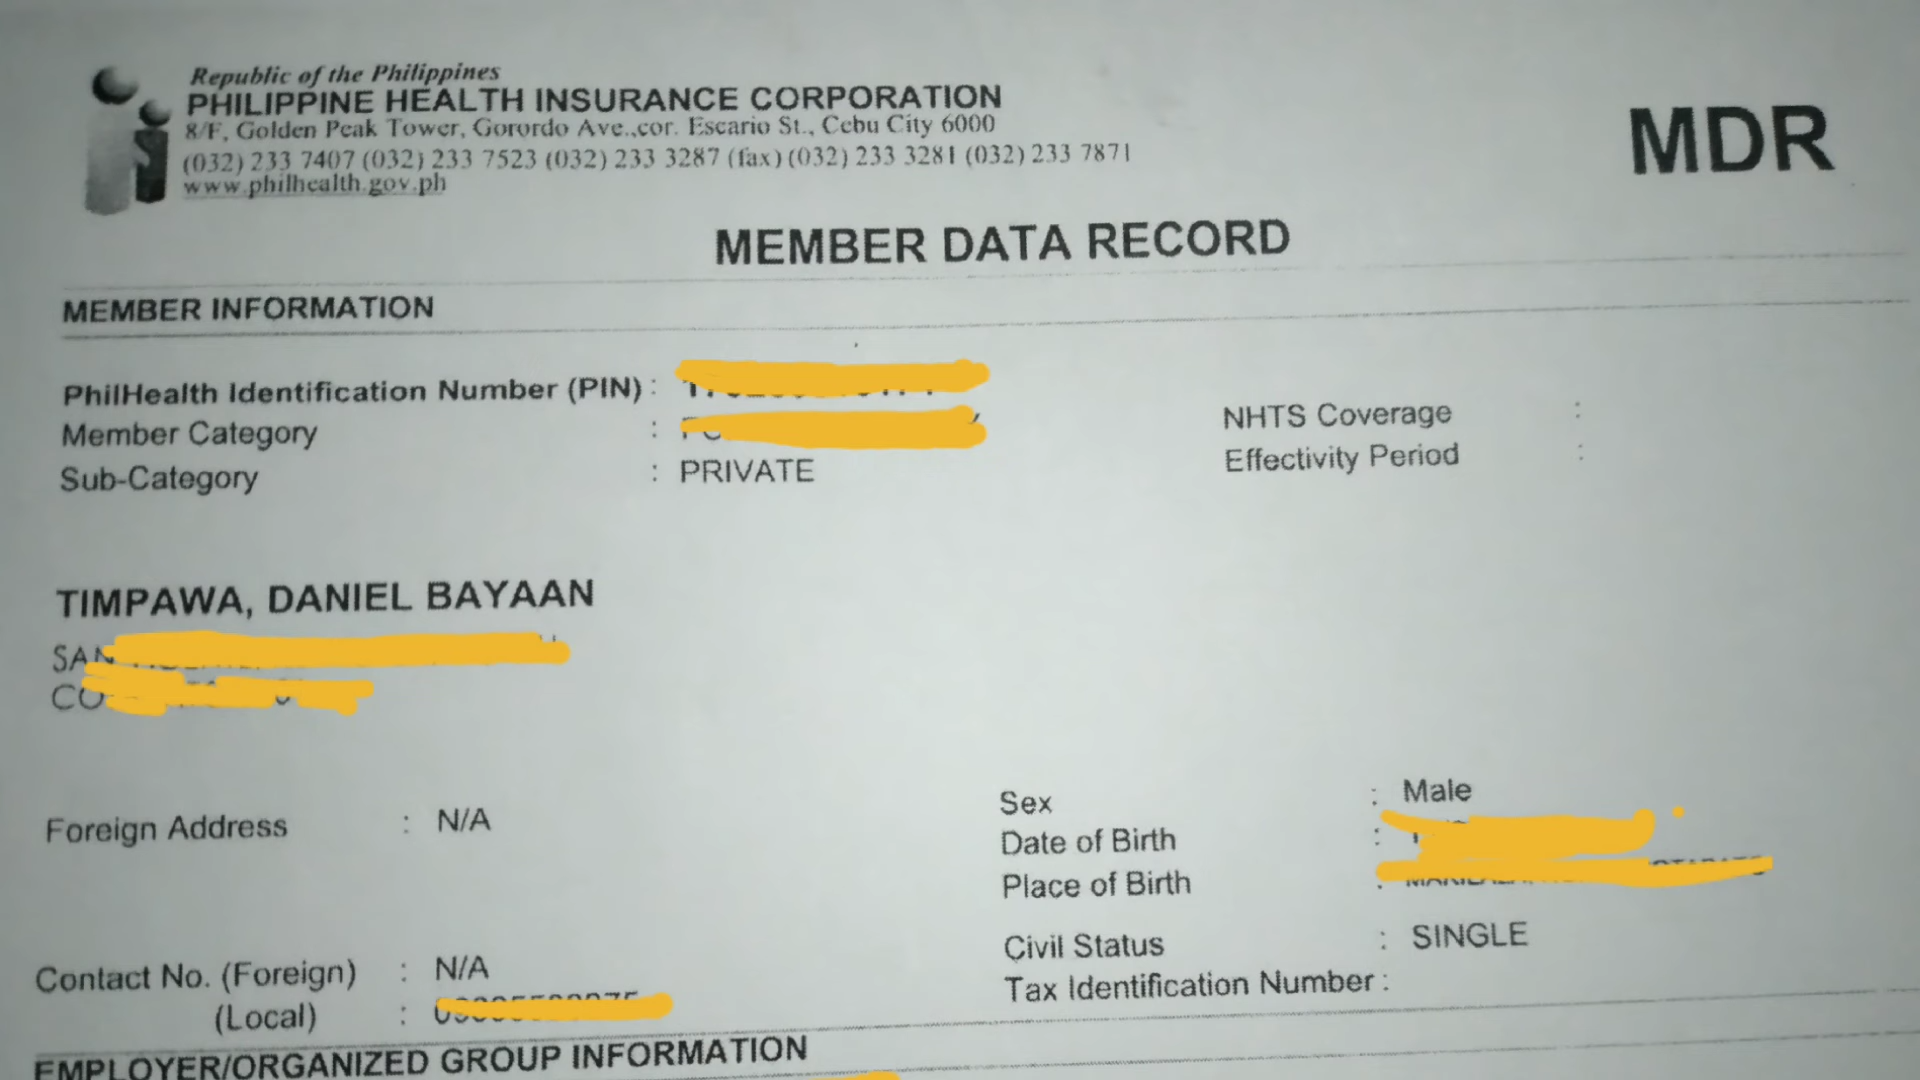 Republic of the Philippines
PHILIPPINE HEALTH INSURANCE CORPORATION
8/F, Golden Peak Tower, Gorordo Ave.,cor. Escario St., Cebu City 6000
(032) 233 7407 (032) 233 7523 (032) 233 3287 (fax) (032) 233 3281 (032) 233 7871
www.philhealth.gov.ph
MDR
MEMBER DATA RECORD
MEMBER INFORMATION
PhilHealth Identification Number (PIN) :
Member Category :
Sub-Category : PRIVATE
NHTS Coverage :
Effectivity Period :
TIMPAWA, DANIEL BAYAAN
Foreign Address : N/A
Sex : Male
Date of Birth :
Place of Birth :
Civil Status : SINGLE
Tax Identification Number :
Contact No. (Foreign) : N/A
(Local) :
EMPLOYER/ORGANIZED GROUP INFORMATION